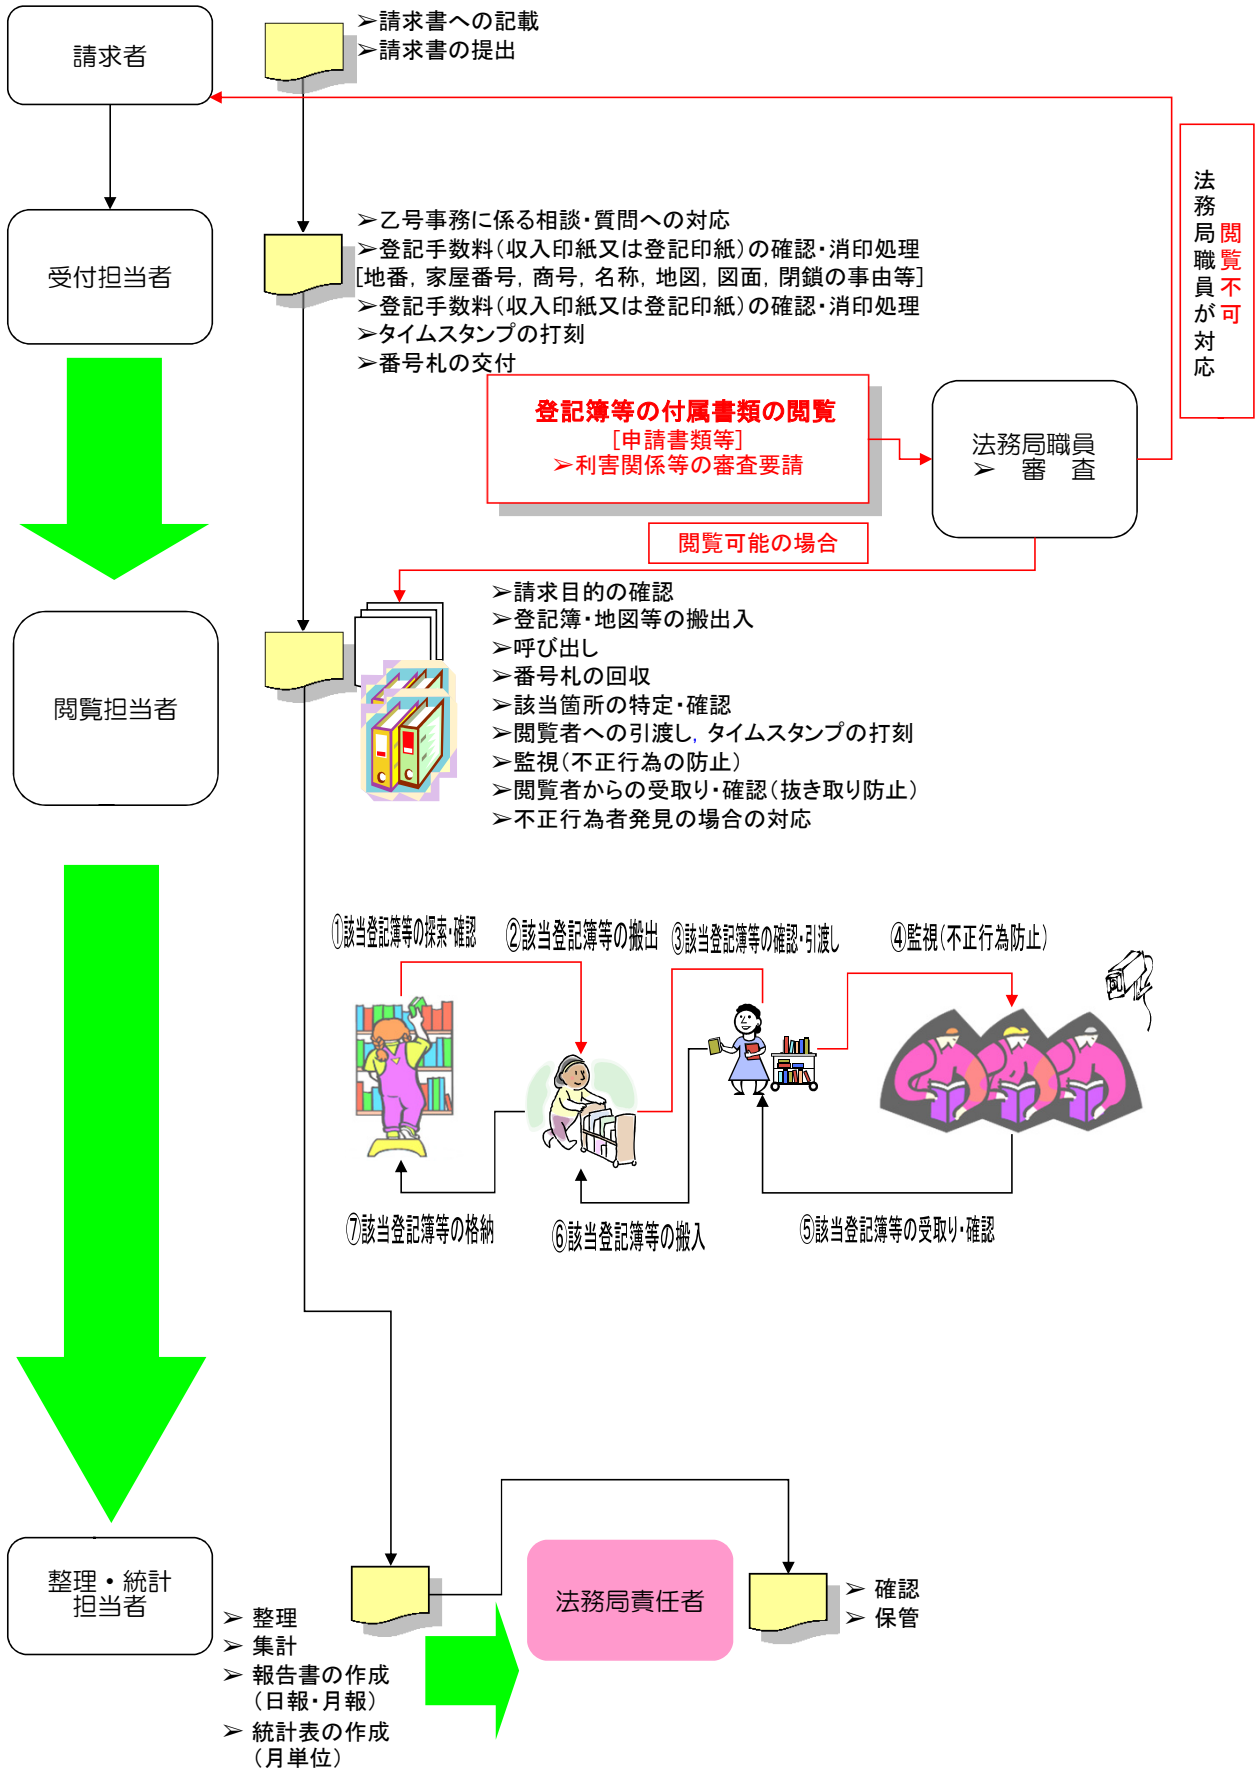 請求者
➢請求書への記載
➢請求書の提出
受付担当者
➢乙号事務に係る相談・質問への対応
➢登記手数料(収入印紙又は登記印紙)の確認・消印処理
[地番, 家屋番号, 商号, 名称, 地図, 図面, 閉鎖の事由等]
➢登記手数料(収入印紙又は登記印紙)の確認・消印処理
➢タイムスタンプの打刻
➢番号札の交付
閲覧不可
法務局職員が対応
登記簿等の付属書類の閲覧
[申請書類等]
➢利害関係等の審査要請
法務局職員
➢ 審 査
閲覧可能の場合
閲覧担当者
➢請求目的の確認
➢登記簿・地図等の搬出入
➢呼び出し
➢番号札の回収
➢該当箇所の特定・確認
➢閲覧者への引渡し, タイムスタンプの打刻
➢監視(不正行為の防止)
➢閲覧者からの受取り・確認(抜き取り防止)
➢不正行為者発見の場合の対応
①該当登記簿等の探索・確認
②該当登記簿等の搬出
③該当登記簿等の確認・引渡し
④監視(不正行為防止)
⑦該当登記簿等の格納
⑥該当登記簿等の搬入
⑤該当登記簿等の受取り・確認
整理・統計
担当者
➢ 整理
➢ 集計
➢ 報告書の作成
(日報・月報)
➢ 統計表の作成
(月単位)
法務局責任者
➢ 確認
➢ 保管